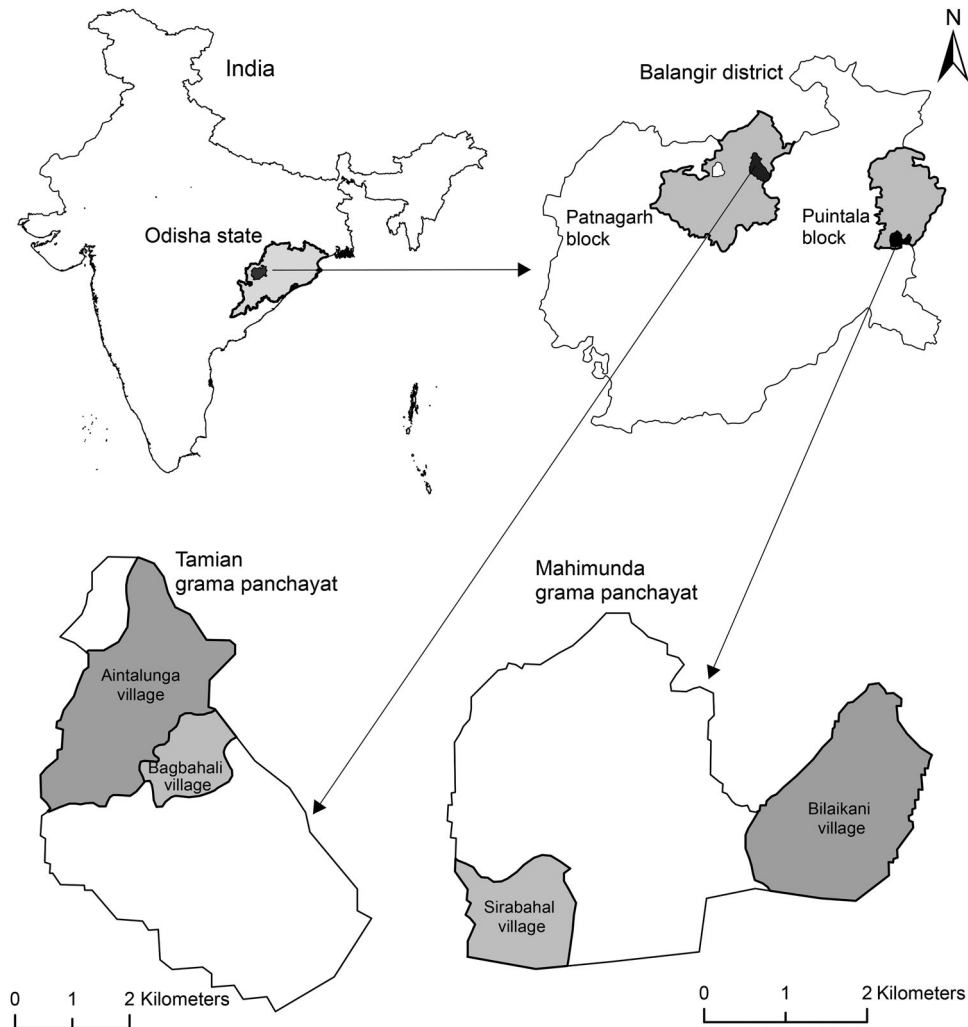 N
India
Balangir district
Odisha state
Patnagarh
block
Puintala
block
Tamian
grama panchayat
Mahimunda
grama panchayat
Aintalunga
village
Bagbahali
village
Bilaikani
village
Sirabahal
village
0 1 2 Kilometers
0 1 2 Kilometers